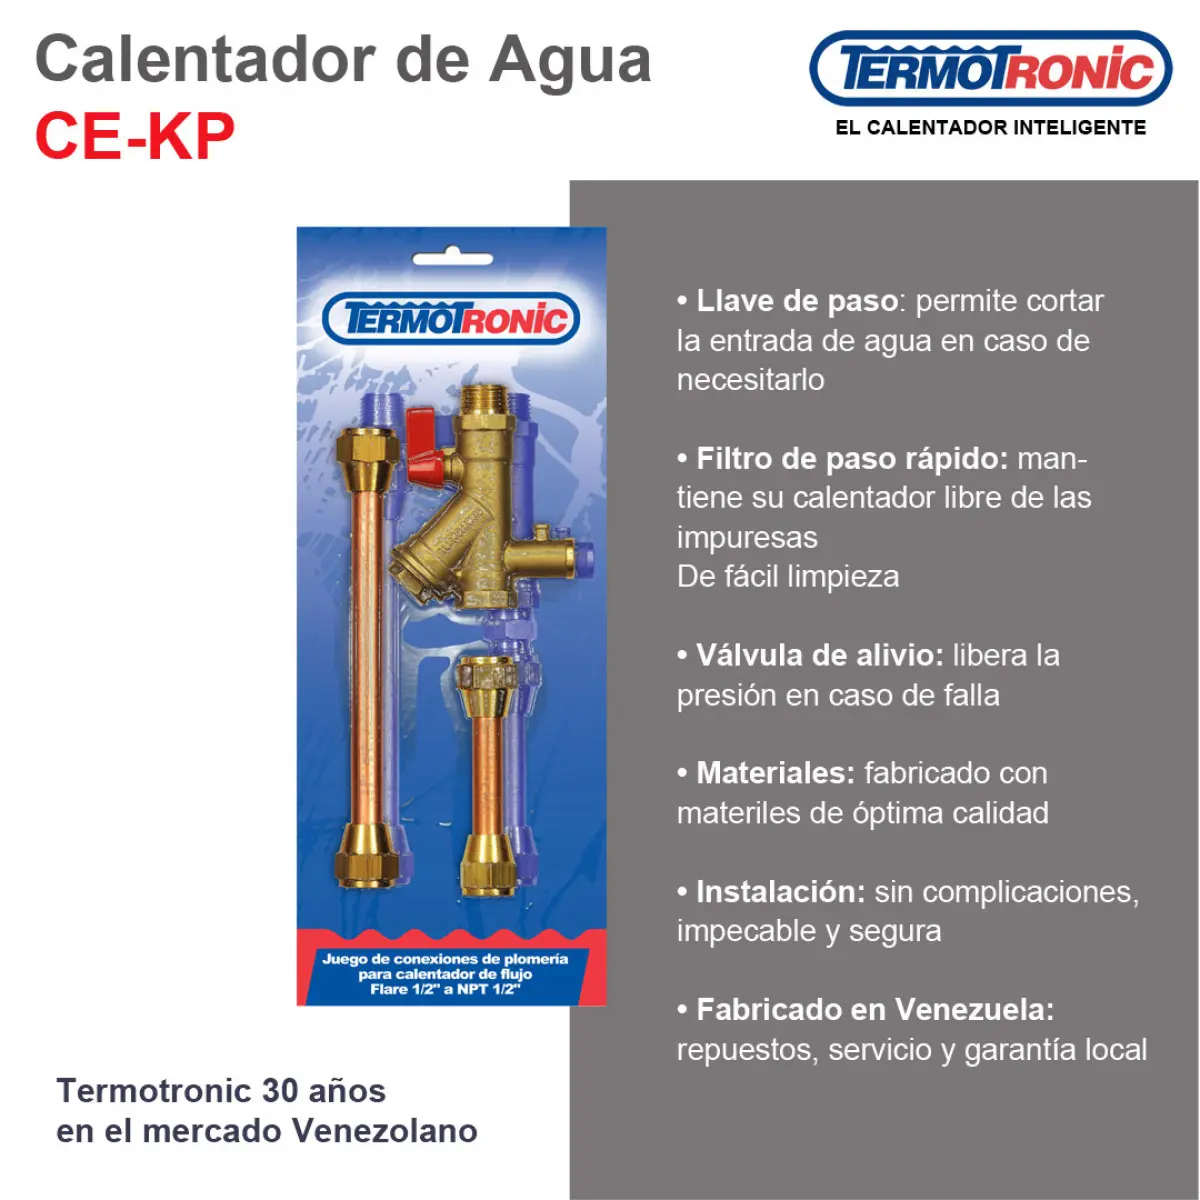 Calentador de Agua
CE-KP
TERMOTRONIC
EL CALENTADOR INTELIGENTE
TERMOTRONIC
Juego de conexiones de plomería
para calentador de flujo
Flare 1/2" a NPT 1/2"
• Llave de paso: permite cortar
la entrada de agua en caso de
necesitarlo
• Filtro de paso rápido: man-
tiene su calentador libre de las
impuresas
De fácil limpieza
• Válvula de alivio: libera la
presión en caso de falla
• Materiales: fabricado con
materiles de óptima calidad
• Instalación: sin complicaciones,
impecable y segura
• Fabricado en Venezuela:
repuestos, servicio y garantía local
Termotronic 30 años
en el mercado Venezolano